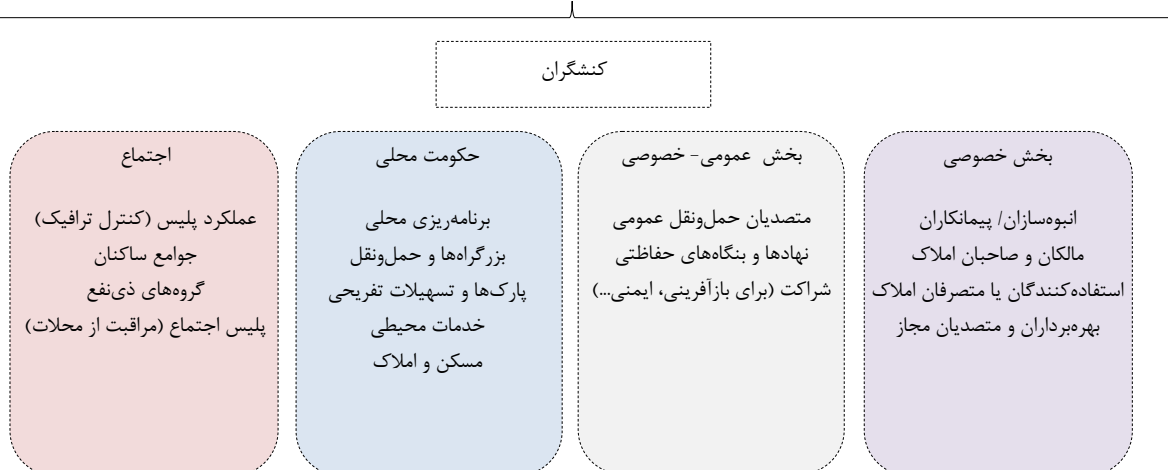 کنشگران
بخش خصوصی
انبوه‌سازان/ پیمانکاران
مالکان و صاحبان املاک
استفاده‌کنندگان یا متصرفان املاک
بهره‌برداران و متصدیان مجاز
بخش عمومی- خصوصی
متصدیان حمل‌ونقل عمومی
نهادها و بنگاه‌های حفاظتی
شراکت (برای بازآفرینی، ایمنی...)
حکومت محلی
برنامه‌ریزی محلی
بزرگراه‌ها و حمل‌ونقل
پارک‌ها و تسهیلات تفریحی
خدمات محیطی
مسکن و املاک
اجتماع
عملکرد پلیس (کنترل ترافیک)
جوامع ساکنان
گروه‌های ذی‌نفع
پلیس اجتماع (مراقبت از محلات)